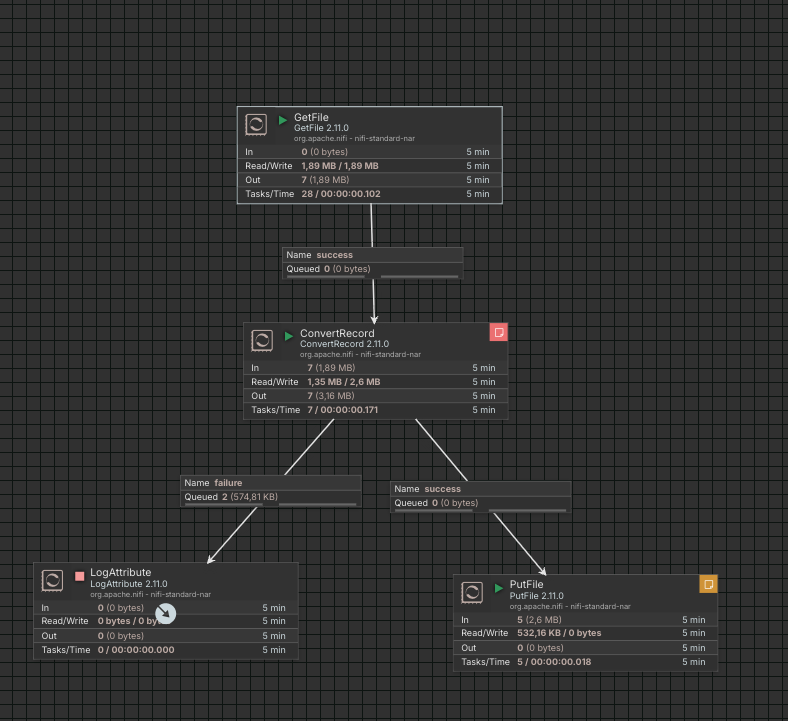 GetFile
GetFile 2.11.0
org.apache.nifi - nifi-standard-nar
In 0 (0 bytes) 5 min
Read/Write 1,89 MB / 1,89 MB 5 min
Out 7 (1,89 MB) 5 min
Tasks/Time 28 / 00:00:00.102 5 min
Name success
Queued 0 (0 bytes)
ConvertRecord
ConvertRecord 2.11.0
org.apache.nifi - nifi-standard-nar
In 7 (1,89 MB) 5 min
Read/Write 1,35 MB / 2,6 MB 5 min
Out 7 (3,16 MB) 5 min
Tasks/Time 7 / 00:00:00.171 5 min
Name failure
Queued 2 (574,81 KB)
Name success
Queued 0 (0 bytes)
LogAttribute
LogAttribute 2.11.0
org.apache.nifi - nifi-standard-nar
In 0 (0 bytes) 5 min
Read/Write 0 bytes / 0 5 min
Out 0 (0 bytes) 5 min
Tasks/Time 0 / 00:00:00.000 5 min
PutFile
PutFile 2.11.0
org.apache.nifi - nifi-standard-nar
In 5 (2,6 MB) 5 min
Read/Write 532,16 KB / 0 bytes 5 min
Out 0 (0 bytes) 5 min
Tasks/Time 5 / 00:00:00.018 5 min